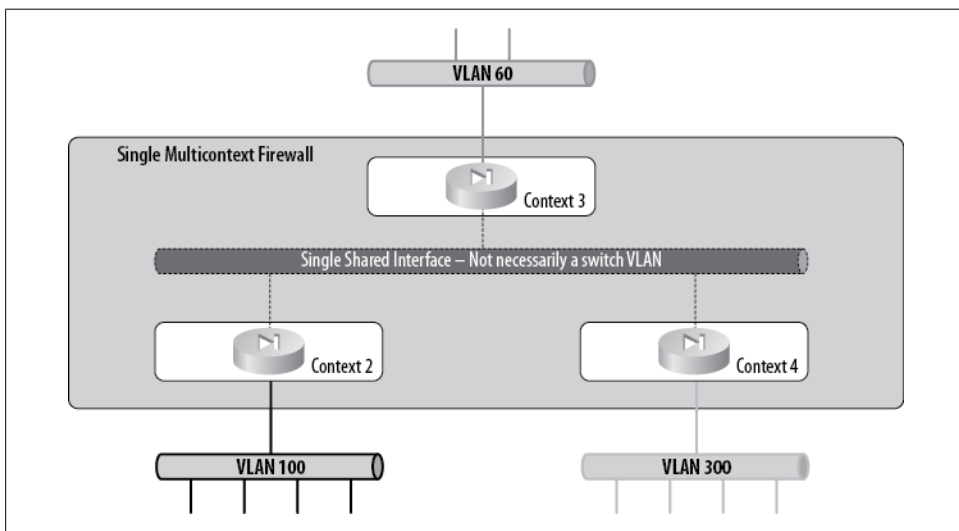 VLAN 60
Single Multicontext Firewall
Context 3
Single Shared Interface – Not necessarily a switch VLAN
Context 2
Context 4
VLAN 100
VLAN 300